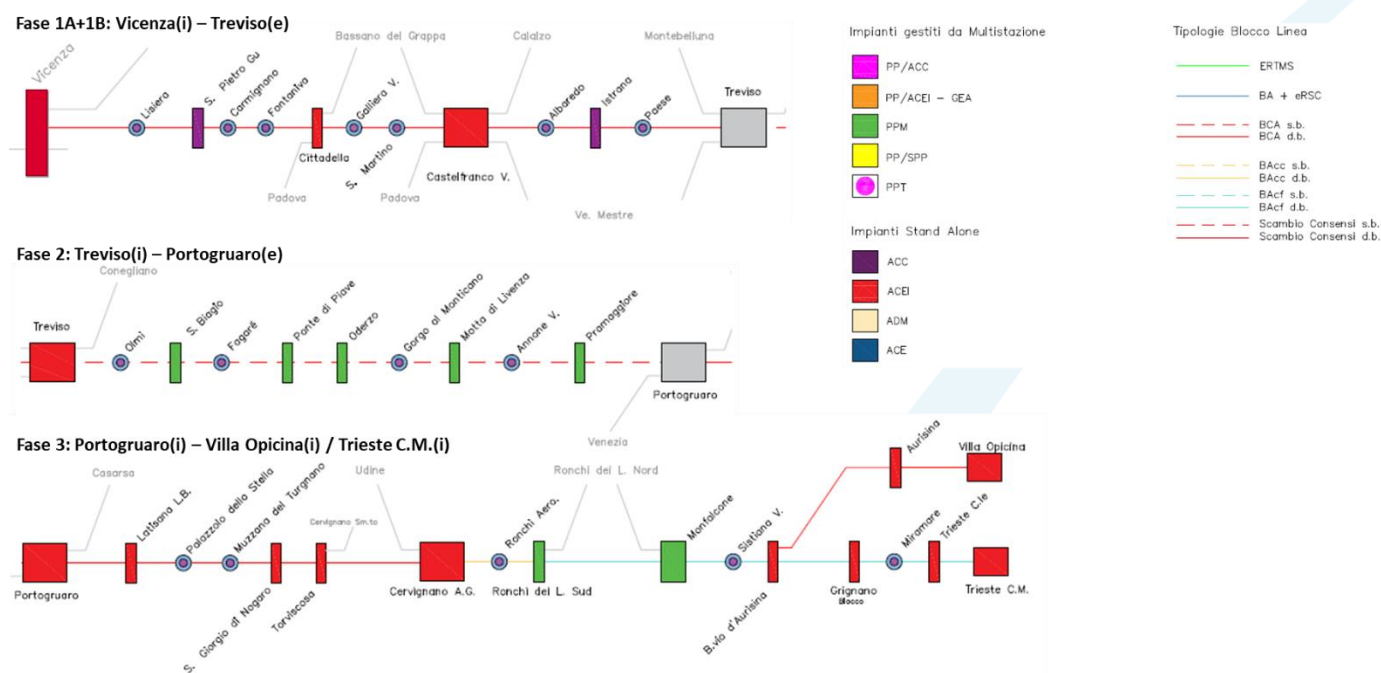 Fase 1A+1B: Vicenza(i) – Treviso(e)
Vicenza
Bassano del Grappa
Calalzo
Montebelluna
Lisiera
S. Pietro Gu
Carmignano
Fontaniva
Cittadella
Galliera V.
S. Martino
Castelfranco V.
Albaredo
Istrana
Paese
Treviso
Padova
Padova
Ve. Mestre
Impianti gestiti da Multistazione
PP/ACC
PP/ACEI – GEA
PPM
PP/SPP
PPT
Impianti Stand Alone
ACC
ACEI
ADM
ACE
Tipologie Blocco Linea
ERTMS
BA + eRSC
BCA s.b.
BCA d.b.
BAcc s.b.
BAcc d.b.
BAcf s.b.
BAcf d.b.
Scambio Consensi s.b.
Scambio Consensi d.b.
Fase 2: Treviso(i) – Portogruaro(e)
Conegliano
Treviso
Olmi
S. Biagio
Fagaré
Ponte di Piave
Oderzo
Gorgo al Monticano
Motta di Livenza
Annone V.
Pramaggiore
Portogruaro
Venezia
Fase 3: Portogruaro(i) – Villa Opicina(i) / Trieste C.M.(i)
Casarsa
Udine
Ronchi dei L. Nord
Portogruaro
Latisana L.B.
Palazzolo dello Stella
Muzzana del Turgnano
S. Giorgio di Nogaro
Torviscosa
Cervignano Sm.to
Cervignano A.G.
Ronchi Aero.
Ronchi dei L. Sud
Monfalcone
Sistiana V.
B.vio d'Aurisina
Aurisina
Villa Opicina
Grignano
Blocco
Miramare
Trieste C.le
Trieste C.M.